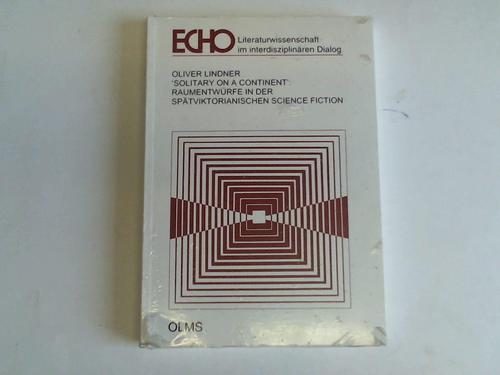 ECHO Literaturwissenschaft
im interdisziplinären Dialog
OLIVER LINDNER
'SOLITARY ON A CONTINENT':
RAUMENTWÜRFE IN DER
SPÄTVIKTORIANISCHEN SCIENCE FICTION
OLMS